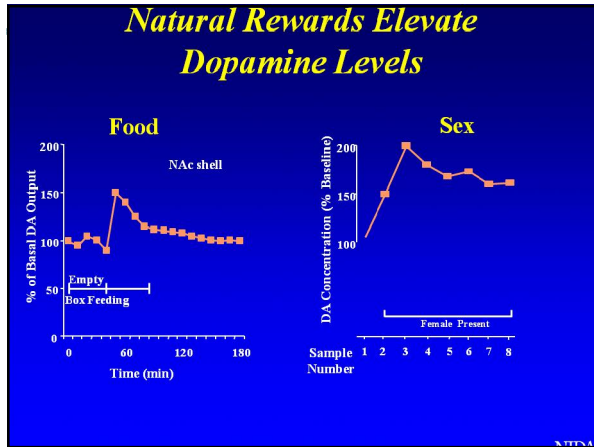 Natural Rewards Elevate
Dopamine Levels
Food
200
150
100
50
0
% of Basal DA Output
NAc shell
Empty
Box Feeding
0 60 120 180
Time (min)
Sex
200
150
100
DA Concentration (% Baseline)
Female Present
Sample
Number
1 2 3 4 5 6 7 8
NIDA